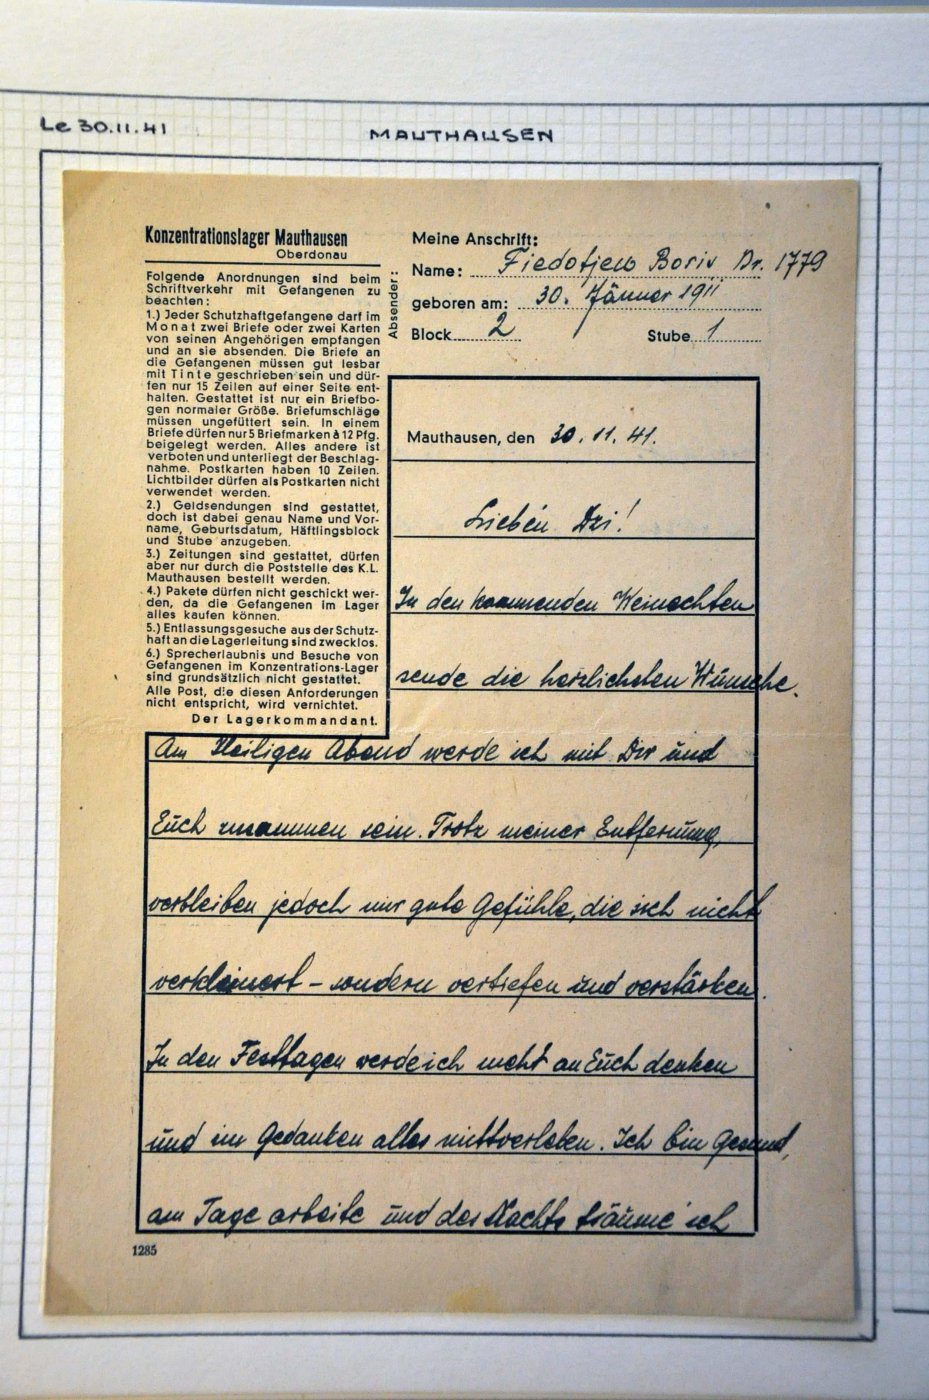 Le 30.11.41
MAUTHAUSEN
Konzentrationslager Mauthausen
Oberdonau
Folgende Anordnungen sind beim
Schriftverkehr mit Gefangenen zu
beachten:
1.) Jeder Schutzhaftgefangene darf im
Monat zwei Briefe oder zwei Karten
von seinen Angehörigen empfangen
und an sie absenden. Die Briefe an
die Gefangenen müssen gut lesbar
mit Tinte geschrieben sein und dür-
fen nur 15 Zeilen auf einer Seite ent-
halten. Gestattet ist nur ein Briefbo-
gen normaler Größe. Briefumschläge
müssen ungefüttert sein. In einem
Briefe dürfen nur 5 Briefmarken à 12 Pfg.
beigelegt werden. Alles andere ist
verboten und unterliegt der Beschlag-
nahme. Postkarten haben 10 Zeilen.
Lichtbilder dürfen als Postkarten nicht
verwendet werden.
2.) Geldsendungen sind gestattet,
doch ist dabei genau Name und Vor-
name, Geburtsdatum, Häftlingsblock
und Stube anzugeben.
3.) Zeitungen sind gestattet, dürfen
aber nur durch die Poststelle des K.L.
Mauthausen bestellt werden.
4.) Pakete dürfen nicht geschickt wer-
den, da die Gefangenen im Lager
alles kaufen können.
5.) Entlassungsgesuche aus der Schutz-
haft an die Lagerleitung sind zwecklos.
6.) Sprecherlaubnis und Besuche von
Gefangenen im Konzentrations-Lager
sind grundsätzlich nicht gestattet.
Alle Post, die diesen Anforderungen
nicht entspricht, wird vernichtet.
Der Lagerkommandant.
Absender:
Meine Anschrift:
Name: Fiedotjew Boris Nr. 1779
geboren am: 30. Jänner 1911
Block 2 Stube 1
Mauthausen, den 30.11.41.
Lieben !
In den kommenden Weinachten
sende die herzlichsten Wünsche.
Am Heiligen Abend werde ich mit Dir und
Euch zusammen sein. Trotz meiner Entfernung,
verbleiben jedoch nur gute Gefühle, die sich nicht
verkleinert – sondern vertiefen und verstärken.
In den Festtagen werde ich mehr an Euch denken
und im Gedanken alles mittverleben. Ich bin Gesund,
am Tage arbeite und des Nachts träume ich
1285